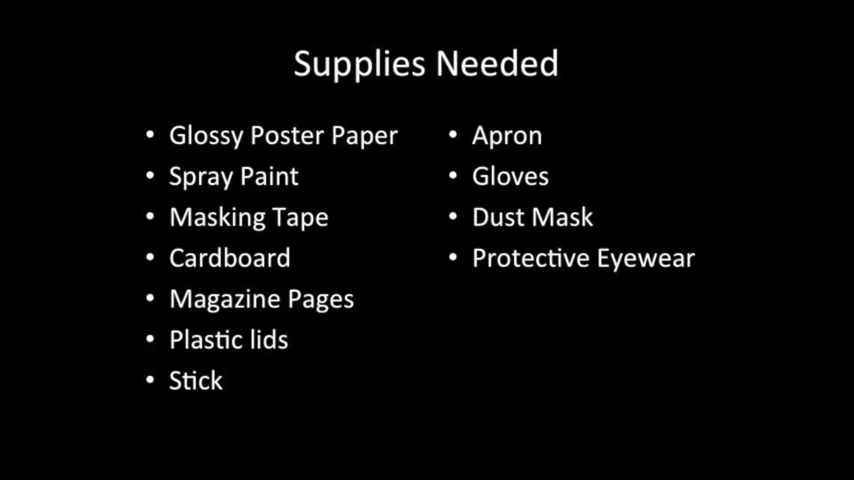 Supplies Needed
• Glossy Poster Paper
• Spray Paint
• Masking Tape
• Cardboard
• Magazine Pages
• Plastic lids
• Stick
• Apron
• Gloves
• Dust Mask
• Protective Eyewear